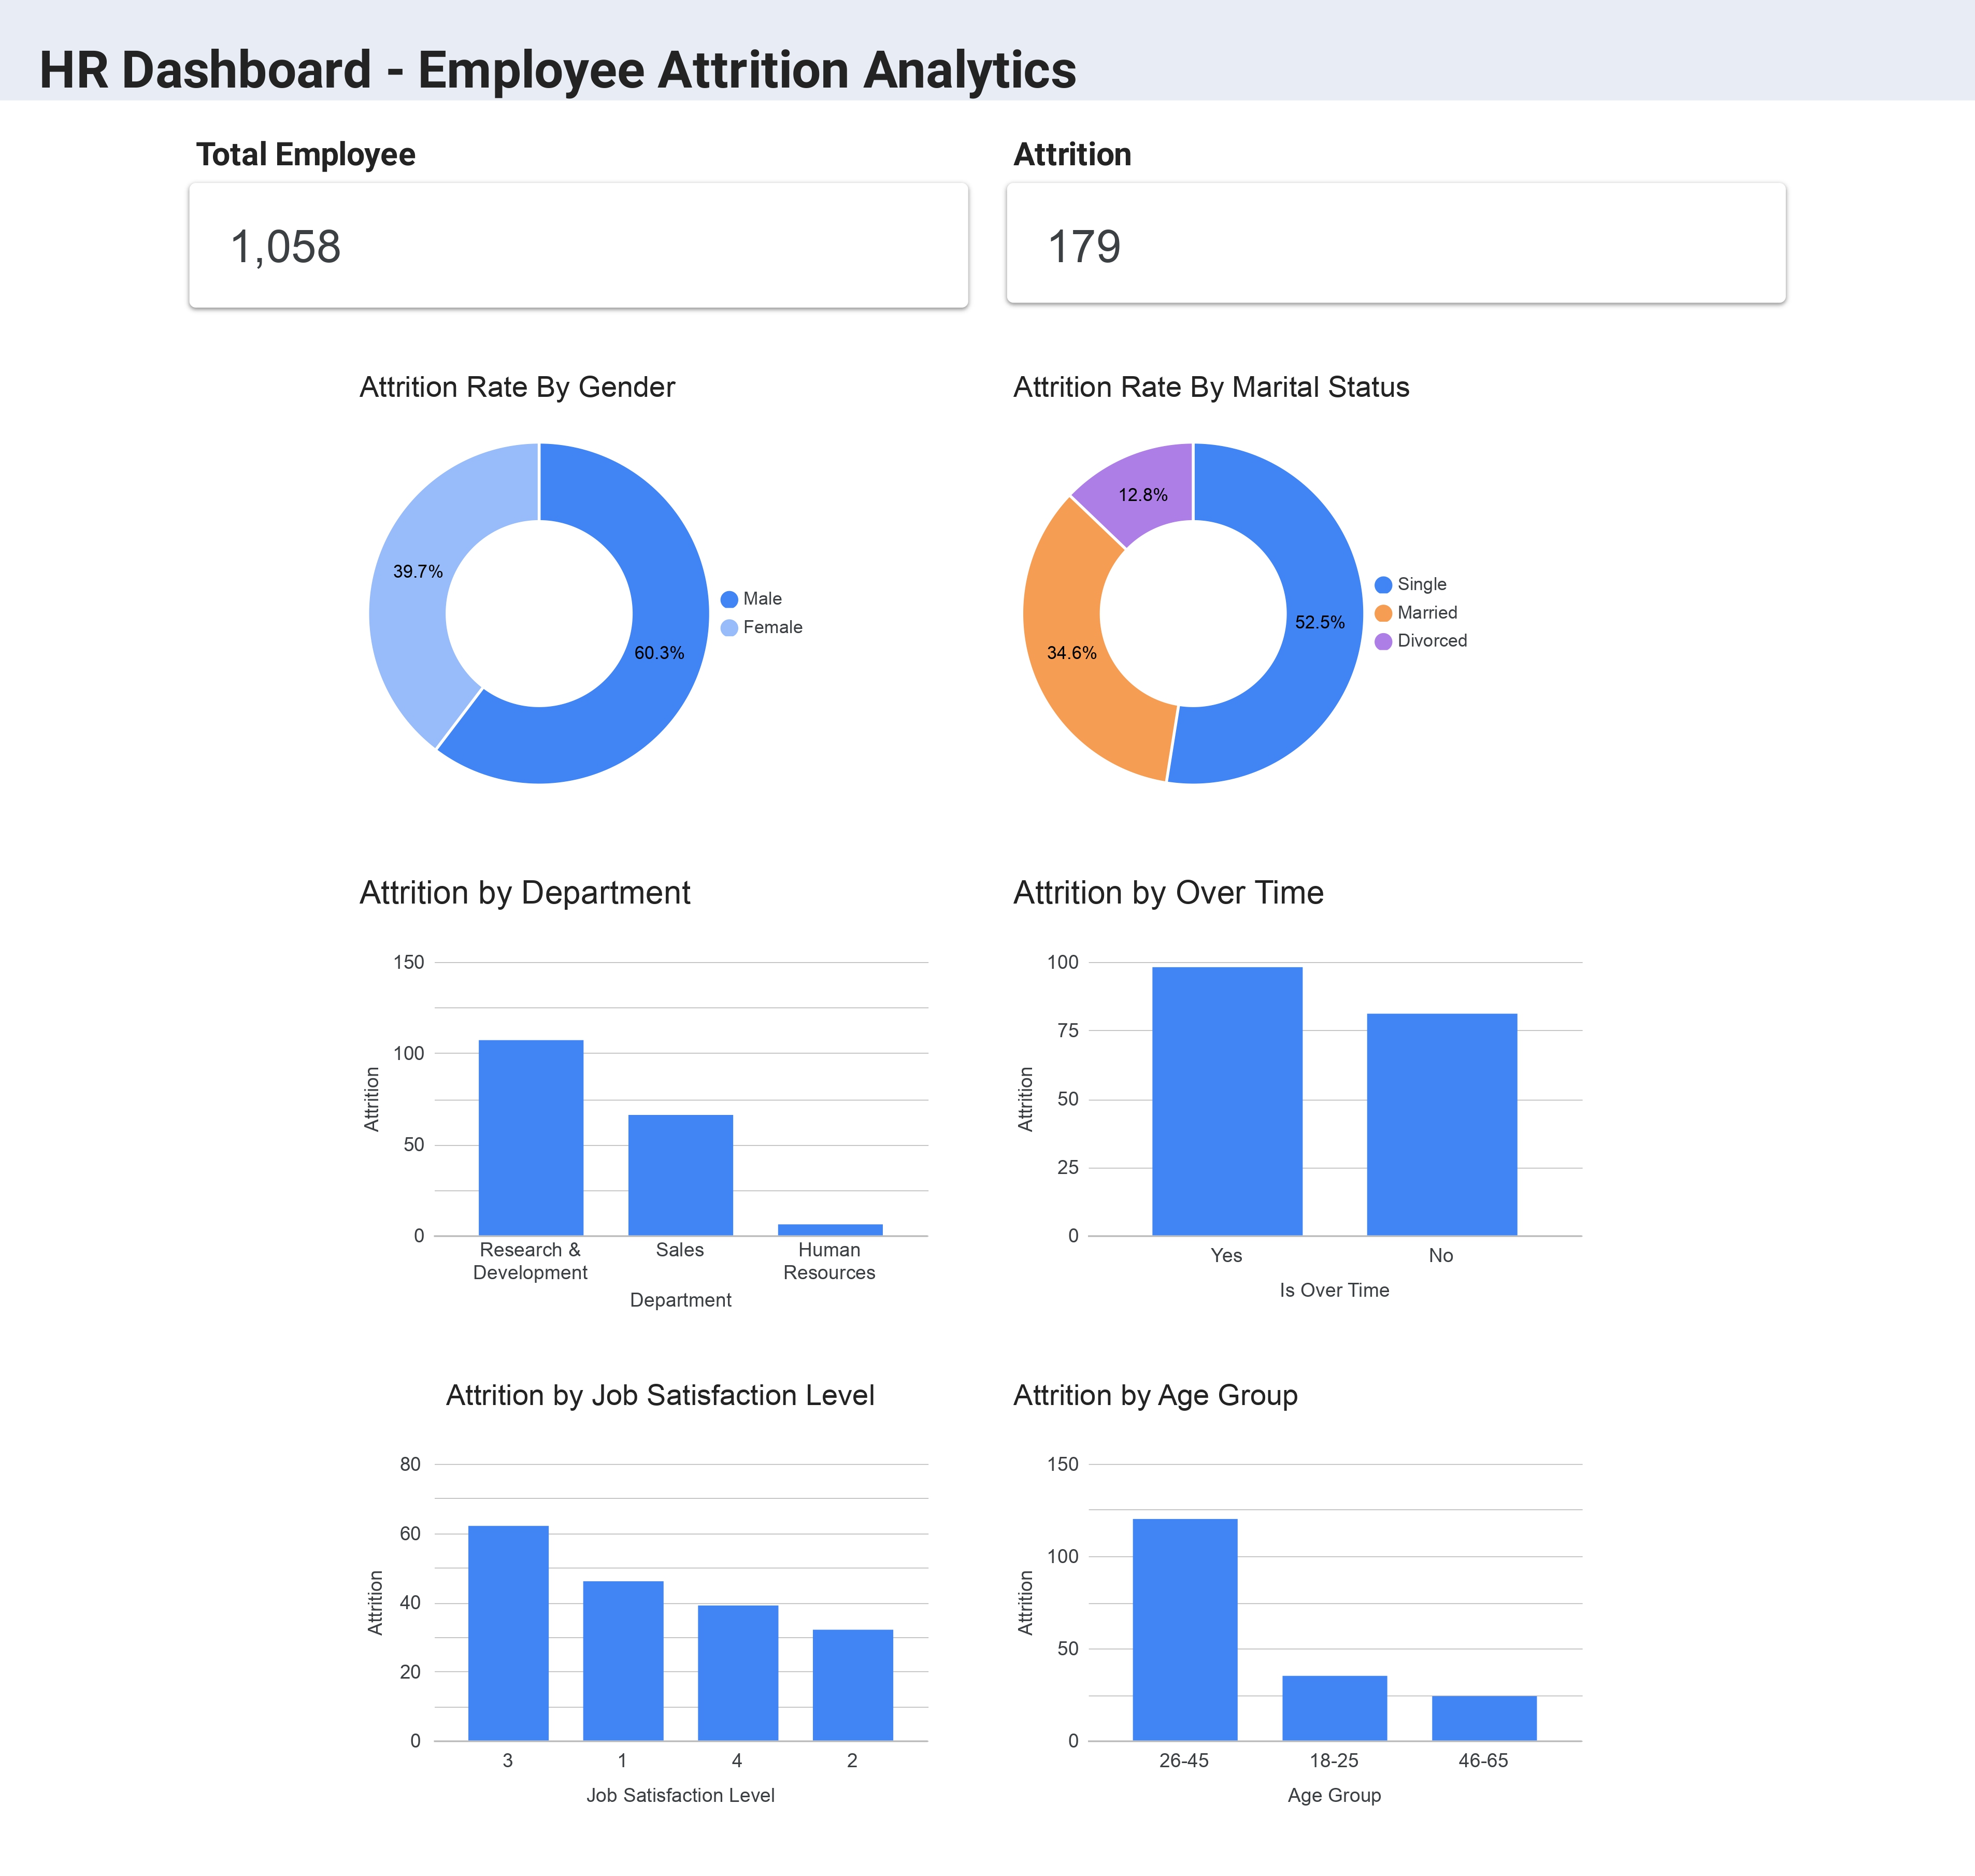 HR Dashboard - Employee Attrition Analytics
Total Employee
1,058
Attrition
179
Attrition Rate By Gender
39.7%
60.3%
Male
Female
Attrition Rate By Marital Status
12.8%
52.5%
34.6%
Single
Married
Divorced
Attrition by Department
150
100
50
0
Attrition
Research &
Development
Sales
Human
Resources
Department
Attrition by Over Time
100
75
50
25
0
Attrition
Yes
No
Is Over Time
Attrition by Job Satisfaction Level
80
60
40
20
0
Attrition
3
1
4
2
Job Satisfaction Level
Attrition by Age Group
150
100
50
0
Attrition
26-45
18-25
46-65
Age Group